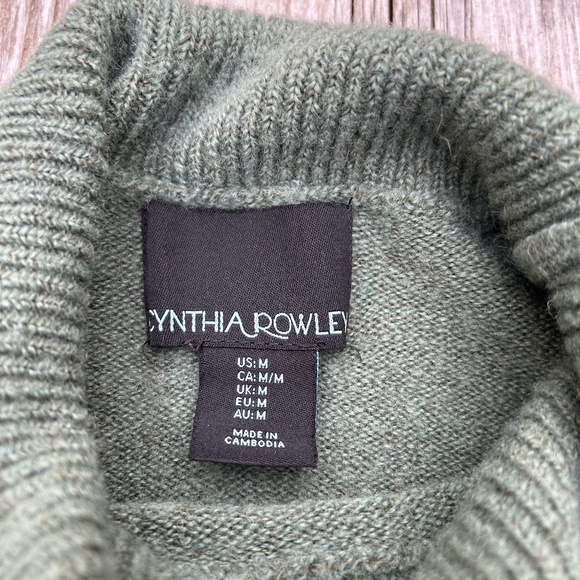 CYNTHIA ROWLEY
US: M
CA: M/M
UK: M
EU: M
AU: M
MADE IN
CAMBODIA